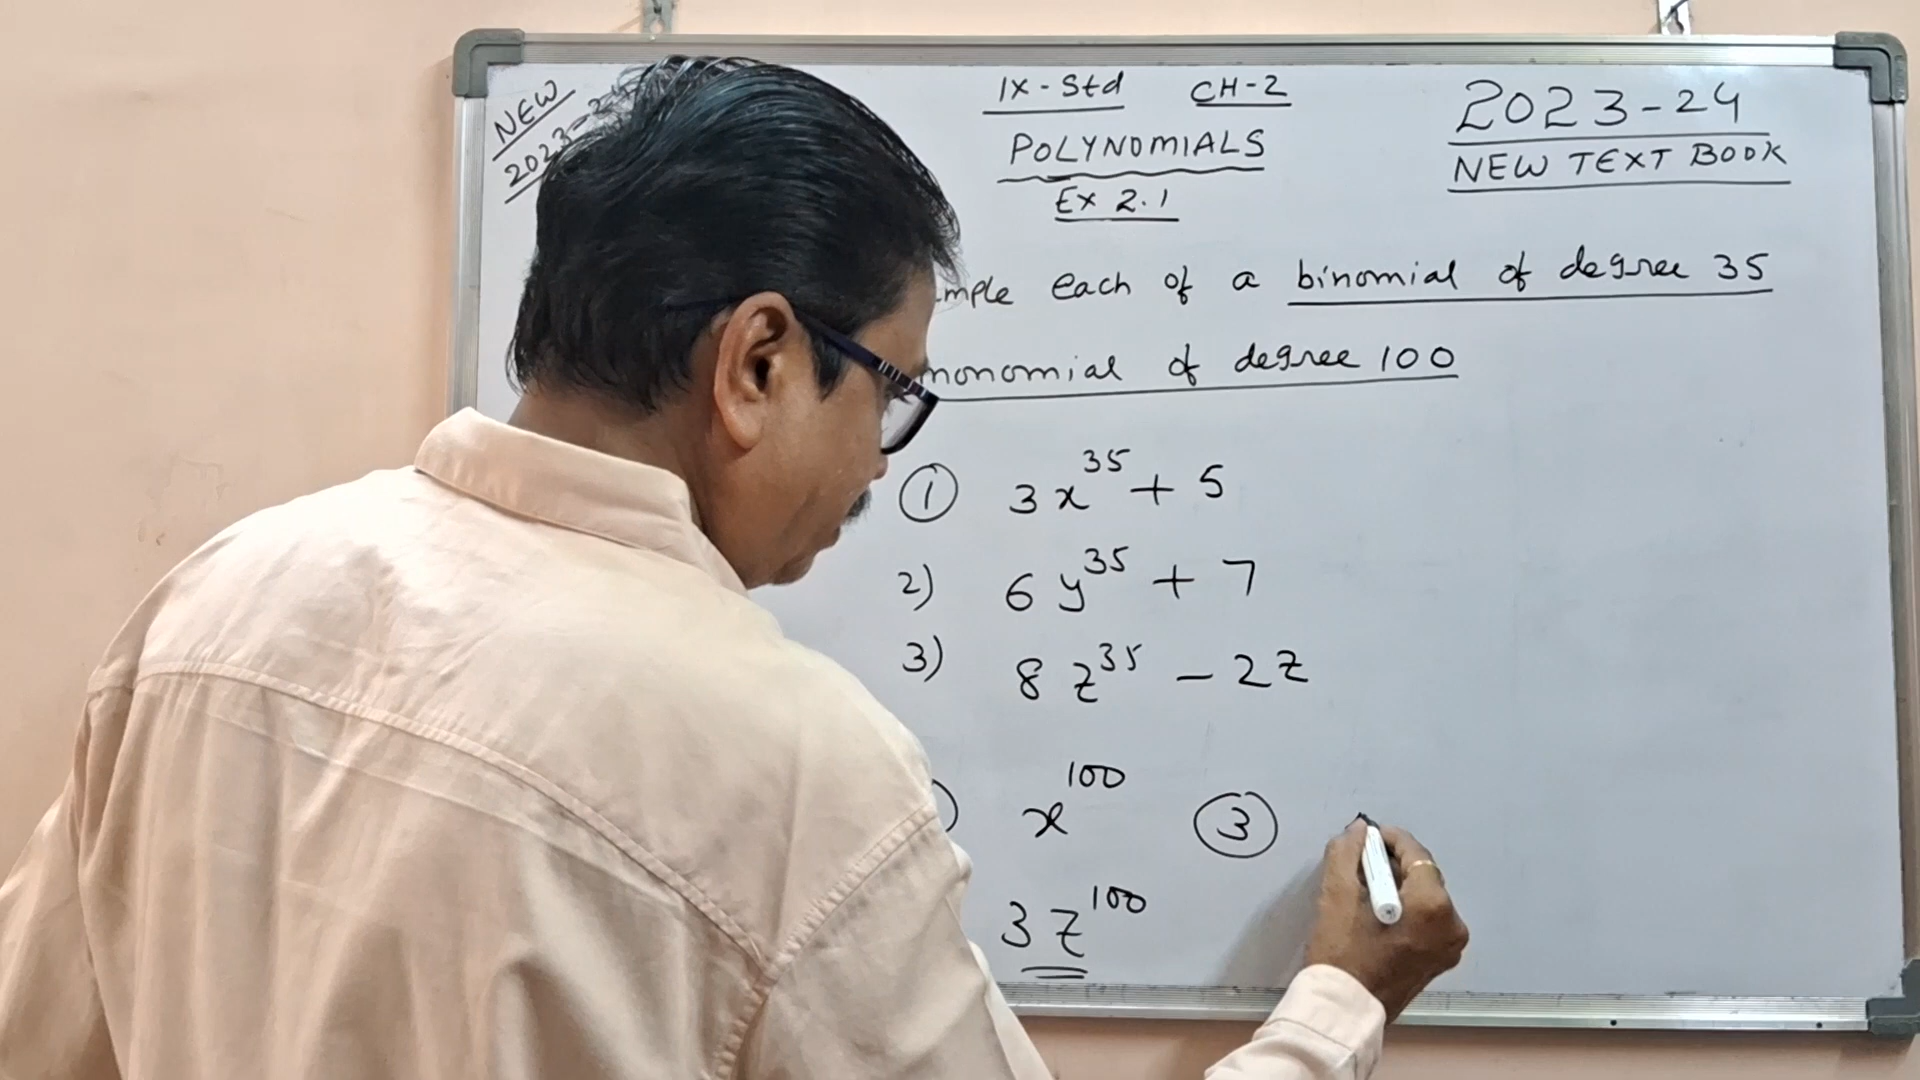 NEW
2023-24
IX-Std CH-2
POLYNOMIALS
Ex 2.1
2023-24
NEW TEXT BOOK
each of a binomial of degree 35
monomial of degree 100
① 3x³⁵ + 5
2) 6y³⁵ + 7
3) 8z³⁵ - 2z
x¹⁰⁰ ③
3z¹⁰⁰